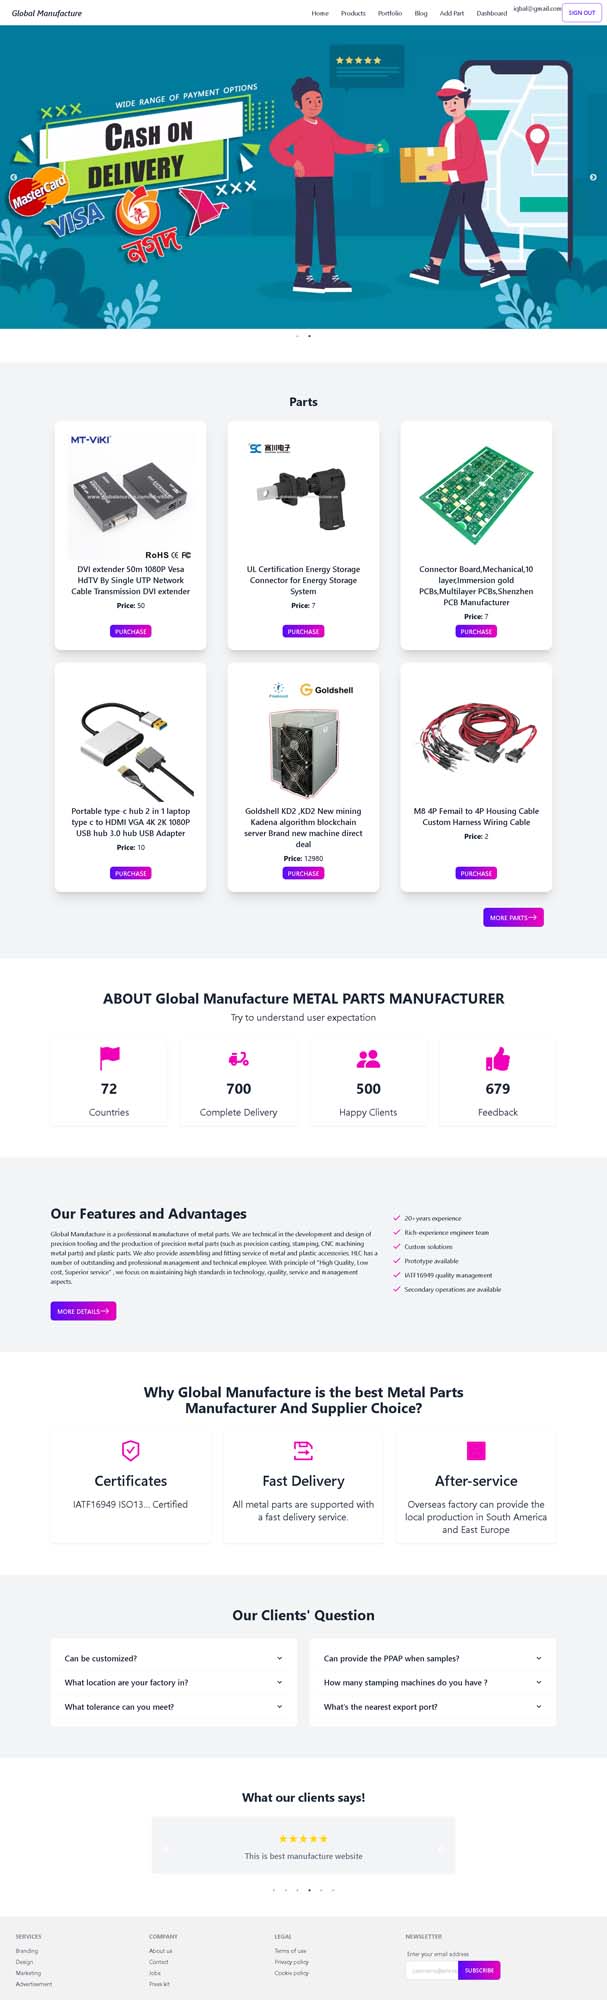 Global Manufacture
Home Products Portfolio Blog Add Part Dashboard iqbal@gmail.com SIGN OUT
WIDE RANGE OF PAYMENT OPTIONS
CASH ON
DELIVERY
MasterCard
VISA
নগদ
Parts
MT-ViKI
RoHS CE FC
DVI extender 50m 1080P Vesa
HdTV By Single UTP Network
Cable Transmission DVI extender
Price: 50
PURCHASE
SC 赛川电子
UL Certification Energy Storage
Connector for Energy Storage
System
Price: 7
PURCHASE
Connector Board,Mechanical,10
layer,Immersion gold
PCBs,Multilayer PCBs,Shenzhen
PCB Manufacturer
Price: 7
PURCHASE
Portable type-c hub 2 in 1 laptop
type c to HDMI VGA 4K 2K 1080P
USB hub 3.0 hub USB Adapter
Price: 10
PURCHASE
Goldshell
Goldshell KD2 ,KD2 New mining
Kadena algorithm blockchain
server Brand new machine direct
deal
Price: 12980
PURCHASE
M8 4P Femail to 4P Housing Cable
Custom Harness Wiring Cable
Price: 2
PURCHASE
MORE PARTS
ABOUT Global Manufacture METAL PARTS MANUFACTURER
Try to understand user expectation
72
Countries
700
Complete Delivery
500
Happy Clients
679
Feedback
Our Features and Advantages
Global Manufacture is a professional manufacturer of metal parts. We are technical in the development and design of
precision tooling and the production of precision metal parts (such as precision casting, stamping, CNC machining
metal parts) and plastic parts. We also provide assembling and fitting service of metal and plastic accessories. HLC has a
number of outstanding and professional management and technical employee. With principle of "High Quality, Low
cost, Superior service" , we focus on maintaining high standards in technology, quality, service and management
aspects.
MORE DETAILS
20+years experience
Rich-experience engineer team
Custom solutions
Prototype available
IATF16949 quality management
Secondary operations are available
Why Global Manufacture is the best Metal Parts
Manufacturer And Supplier Choice?
Certificates
IATF16949 ISO13... Certified
Fast Delivery
All metal parts are supported with
a fast delivery service.
After-service
Overseas factory can provide the
local production in South America
and East Europe
Our Clients' Question
Can be customized?
What location are your factory in?
What tolerance can you meet?
Can provide the PPAP when samples?
How many stamping machines do you have ?
What's the nearest export port?
What our clients says!
This is best manufacture website
SERVICES
Branding
Design
Marketing
Advertisement
COMPANY
About us
Contact
Jobs
Press kit
LEGAL
Terms of use
Privacy policy
Cookie policy
NEWSLETTER
Enter your email address
SUBSCRIBE